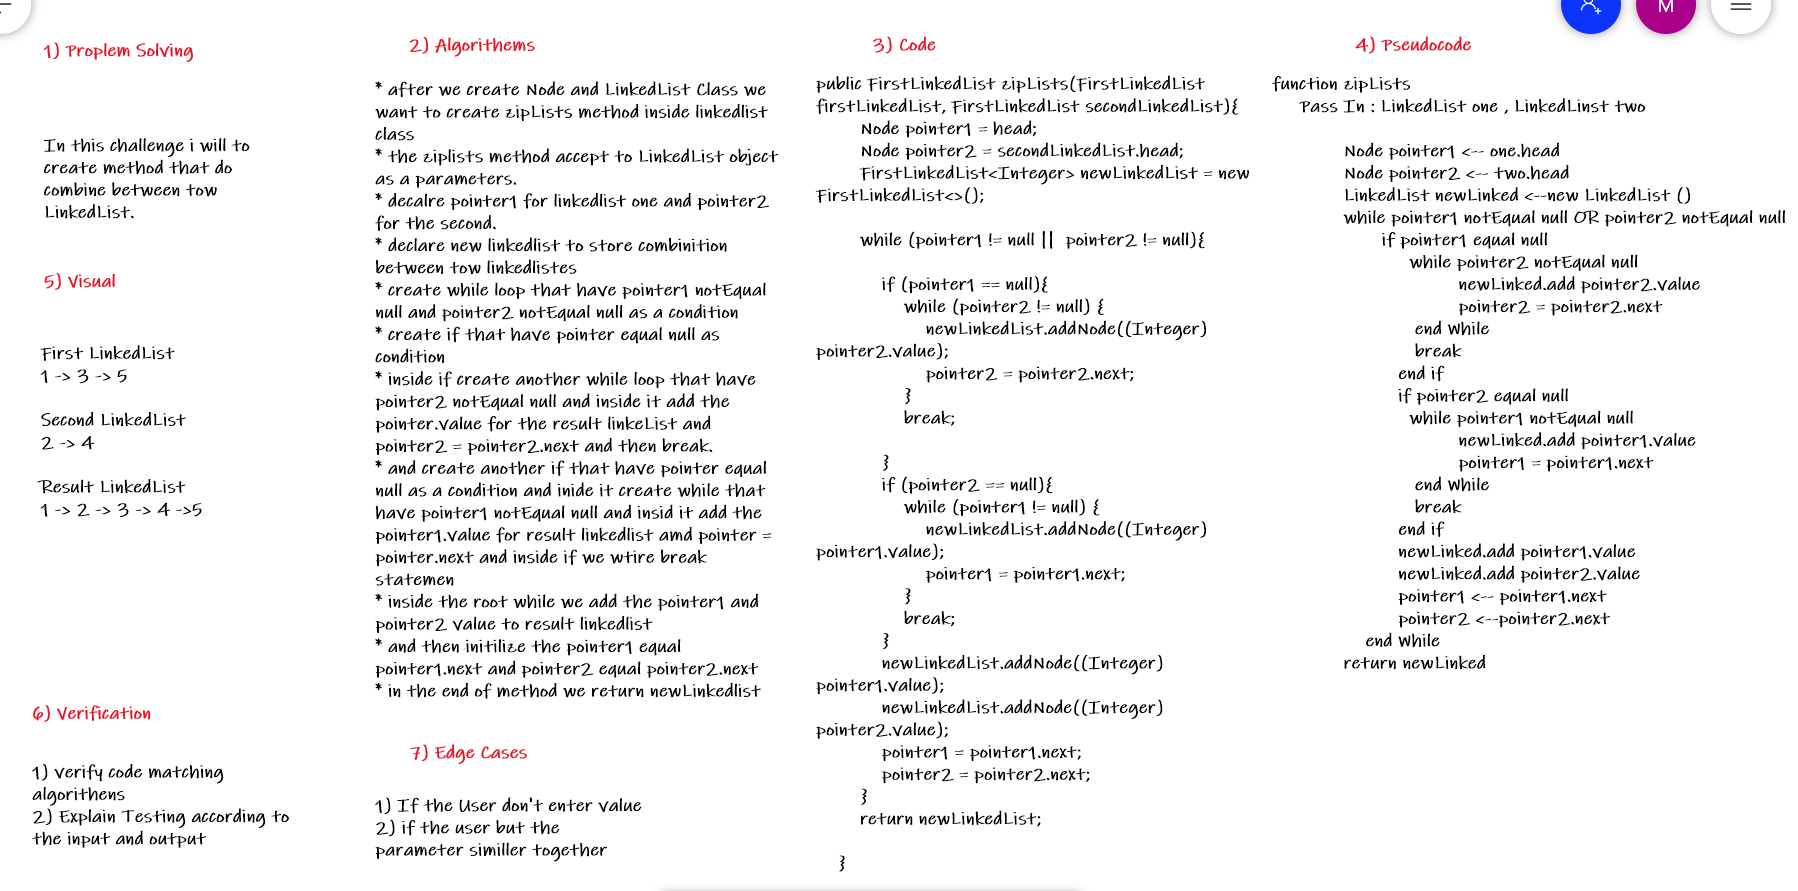 M
1) Proplem Solving
In this challenge i will to
create method that do
combine between tow
LinkedList.
5) Visual
First LinkedList
1 -> 3 -> 5
Second LinkedList
2 -> 4
Result LinkedList
1 -> 2 -> 3 -> 4 ->5
6) Verification
1) verify code matching
algorithens
2) Explain Testing according to
the input and output
2) Algorithems
* after we create Node and LinkedList Class we
want to create zipLists method inside linkedlist
class
* the ziplists method accept to LinkedList object
as a parameters.
* decalre pointer1 for linkedlist one and pointer2
for the second.
* declare new linkedlist to store combinition
between tow linkedlistes
* create while loop that have pointer1 notEqual
null and pointer2 notEqual null as a condition
* create if that have pointer equal null as
condition
* inside if create another while loop that have
pointer2 notEqual null and inside it add the
pointer.value for the result linkeList and
pointer2 = pointer2.next and then break.
* and create another if that have pointer equal
null as a condition and inide it create while that
have pointer1 notEqual null and insid it add the
pointer1.value for result linkedlist amd pointer =
pointer.next and inside if we wtire break
statemen
* inside the root while we add the pointer1 and
pointer2 value to result linkedlist
* and then initilize the pointer1 equal
pointer1.next and pointer2 equal pointer2.next
* in the end of method we return newLinkedlist
7) Edge Cases
1) If the User don't enter value
2) if the user but the
parameter similler together
3) Code
public FirstLinkedList zipLists(FirstLinkedList
firstLinkedList, FirstLinkedList secondLinkedList){
Node pointer1 = head;
Node pointer2 = secondLinkedList.head;
FirstLinkedList<Integer> newLinkedList = new
FirstLinkedList<>();
while (pointer1 != null || pointer2 != null){
if (pointer1 == null){
while (pointer2 != null) {
newLinkedList.addNode((Integer)
pointer2.value);
pointer2 = pointer2.next;
}
break;
}
if (pointer2 == null){
while (pointer1 != null) {
newLinkedList.addNode((Integer)
pointer1.value);
pointer1 = pointer1.next;
}
break;
}
newLinkedList.addNode((Integer)
pointer1.value);
newLinkedList.addNode((Integer)
pointer2.value);
pointer1 = pointer1.next;
pointer2 = pointer2.next;
}
return newLinkedList;
}
4) Pseudocode
function zipLists
Pass In : LinkedList one , LinkedLinst two
Node pointer1 <-- one.head
Node pointer2 <-- two.head
LinkedList newLinked <--new LinkedList ()
while pointer1 notEqual null OR pointer2 notEqual null
if pointer1 equal null
while pointer2 notEqual null
newLinked.add pointer2.value
pointer2 = pointer2.next
end While
break
end if
if pointer2 equal null
while pointer1 notEqual null
newLinked.add pointer1.value
pointer1 = pointer1.next
end While
break
end if
newLinked.add pointer1.value
newLinked.add pointer2.value
pointer1 <-- pointer1.next
pointer2 <--pointer2.next
end While
return newLinked